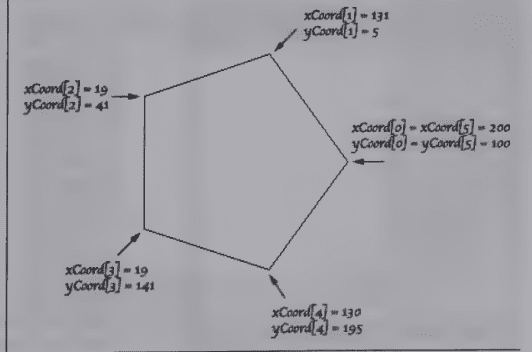 xCoord[1] = 131
yCoord[1] = 5
xCoord[2] = 19
yCoord[2] = 41
xCoord[0] = xCoord[5] = 200
yCoord[0] = yCoord[5] = 100
xCoord[3] = 19
yCoord[3] = 141
xCoord[4] = 130
yCoord[4] = 195